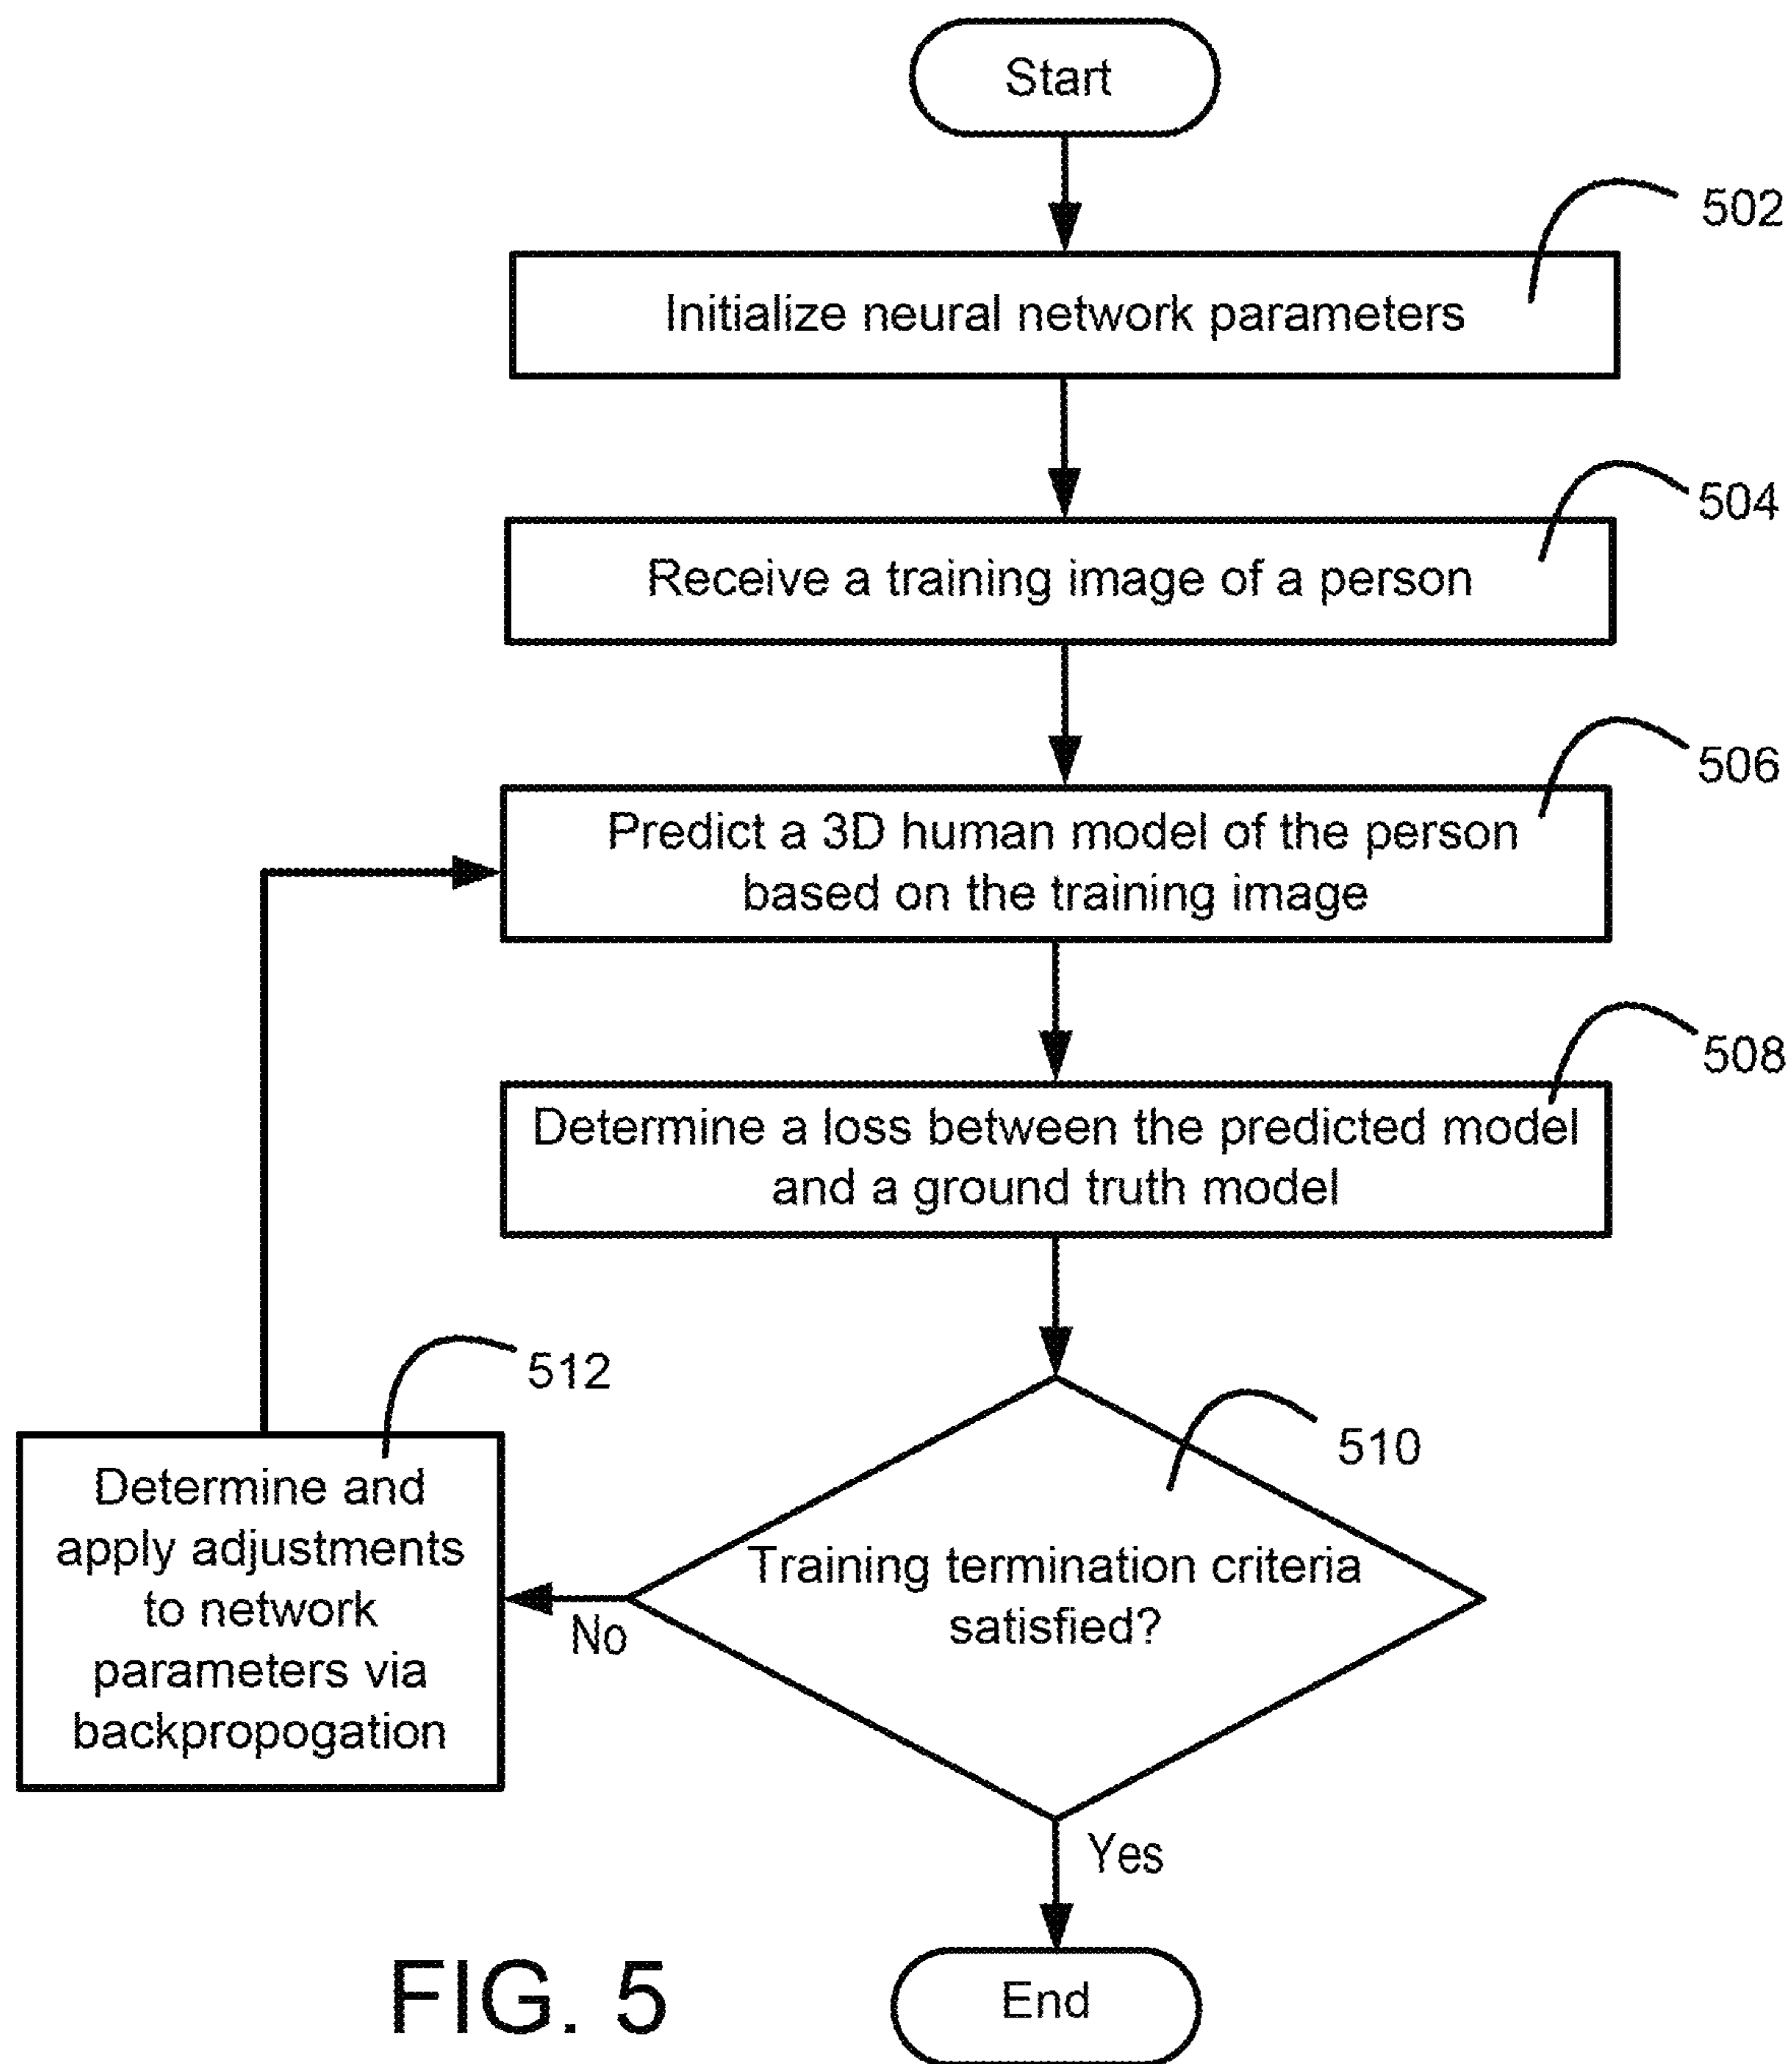 Start
502
Initialize neural network parameters
504
Receive a training image of a person
506
Predict a 3D human model of the person
based on the training image
508
Determine a loss between the predicted model
and a ground truth model
510
Training termination criteria
satisfied?
No
512
Determine and
apply adjustments
to network
parameters via
backpropogation
Yes
End
FIG. 5